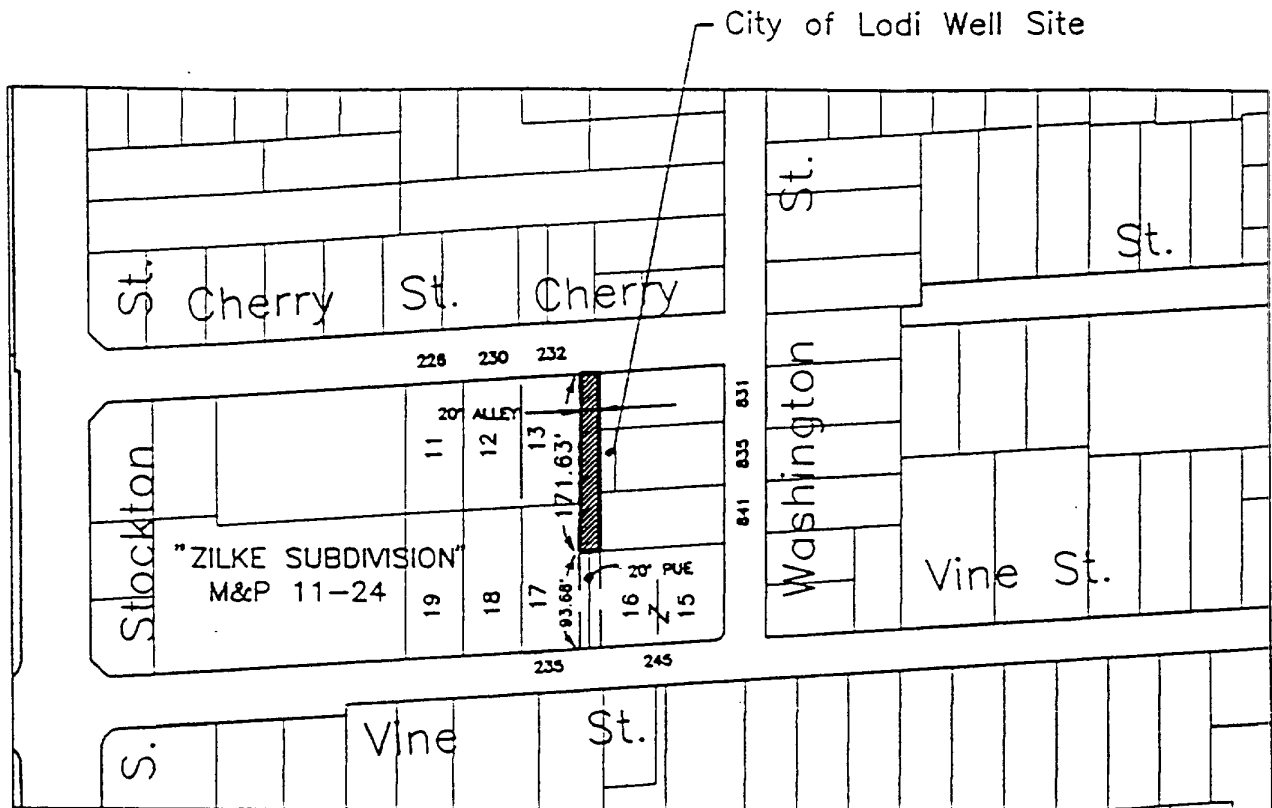 City of Lodi Well Site
St.
St.
St.
Cherry St. Cherry
226 230 232
20' ALLEY
11
12
13
171.63'
831
835
841
Stockton
Washington
"ZILKE SUBDIVISION"
M&P 11-24
20' PUE
93.68'
19
18
17
16
Z
15
Vine St.
235 245
S.
Vine St.